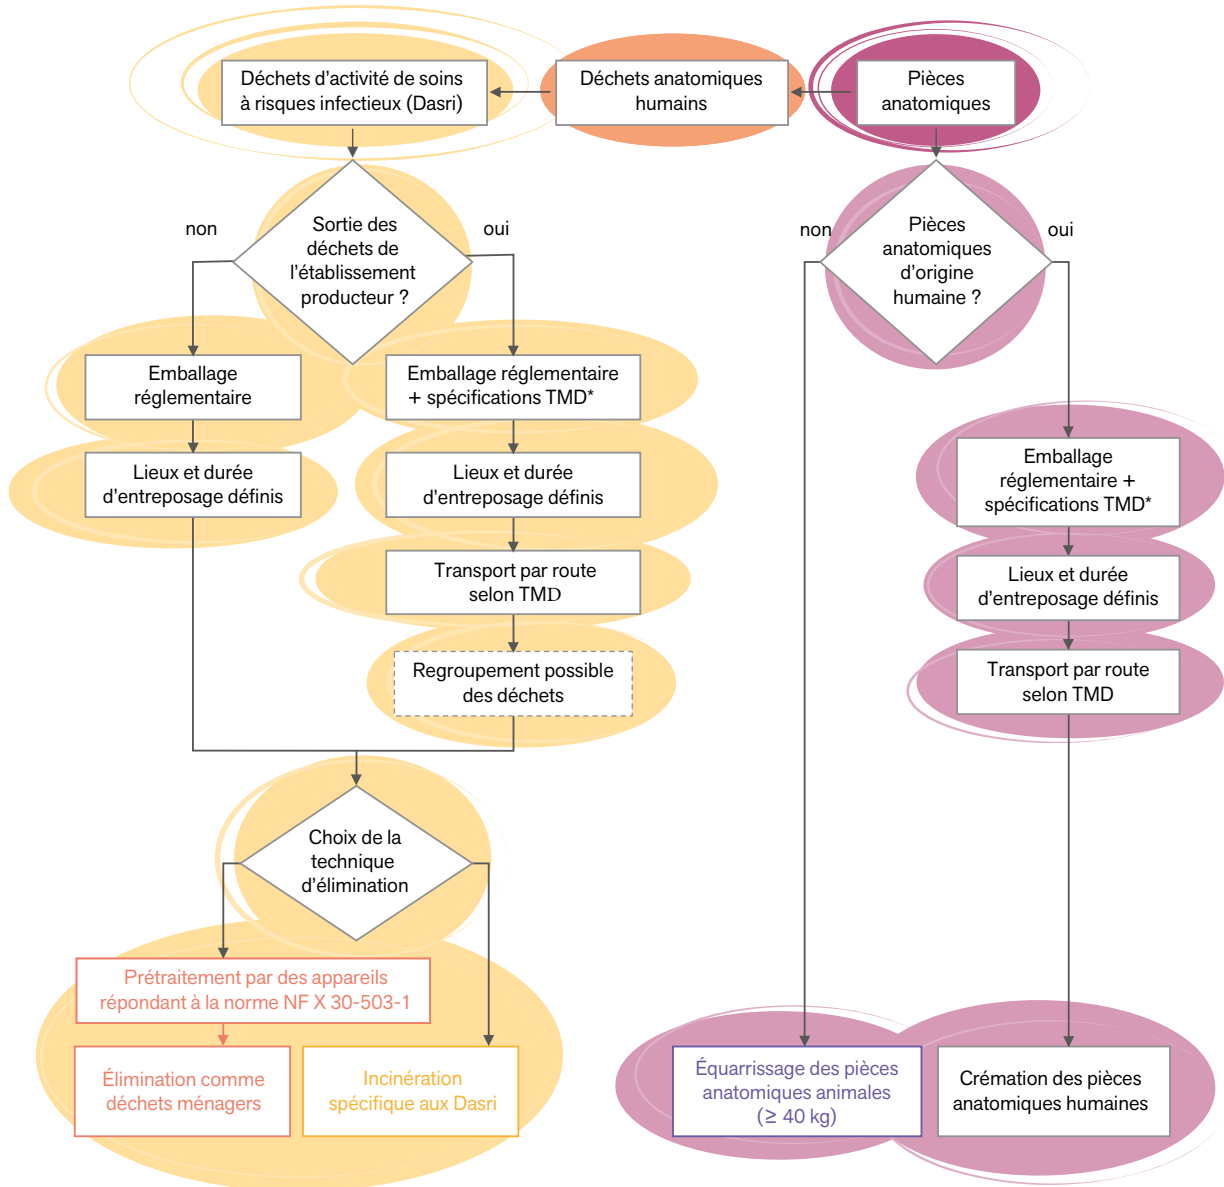 Déchets d'activité de soins
à risques infectieux (Dasri)
Déchets anatomiques
humains
Pièces
anatomiques
non
Sortie des
déchets de
l'établissement
producteur ?
oui
non
Pièces
anatomiques
d'origine
humaine ?
oui
Emballage
réglementaire
Emballage réglementaire
+ spécifications TMD*
Lieux et durée
d'entreposage définis
Lieux et durée
d'entreposage définis
Emballage
réglementaire +
spécifications TMD*
Transport par route
selon TMD
Lieux et durée
d'entreposage définis
Regroupement possible
des déchets
Transport par route
selon TMD
Choix de la
technique
d'élimination
Prétraitement par des appareils
répondant à la norme NF X 30-503-1
Élimination comme
déchets ménagers
Incinération
spécifique aux Dasri
Équarrissage des pièces
anatomiques animales
(≥ 40 kg)
Crémation des pièces
anatomiques humaines